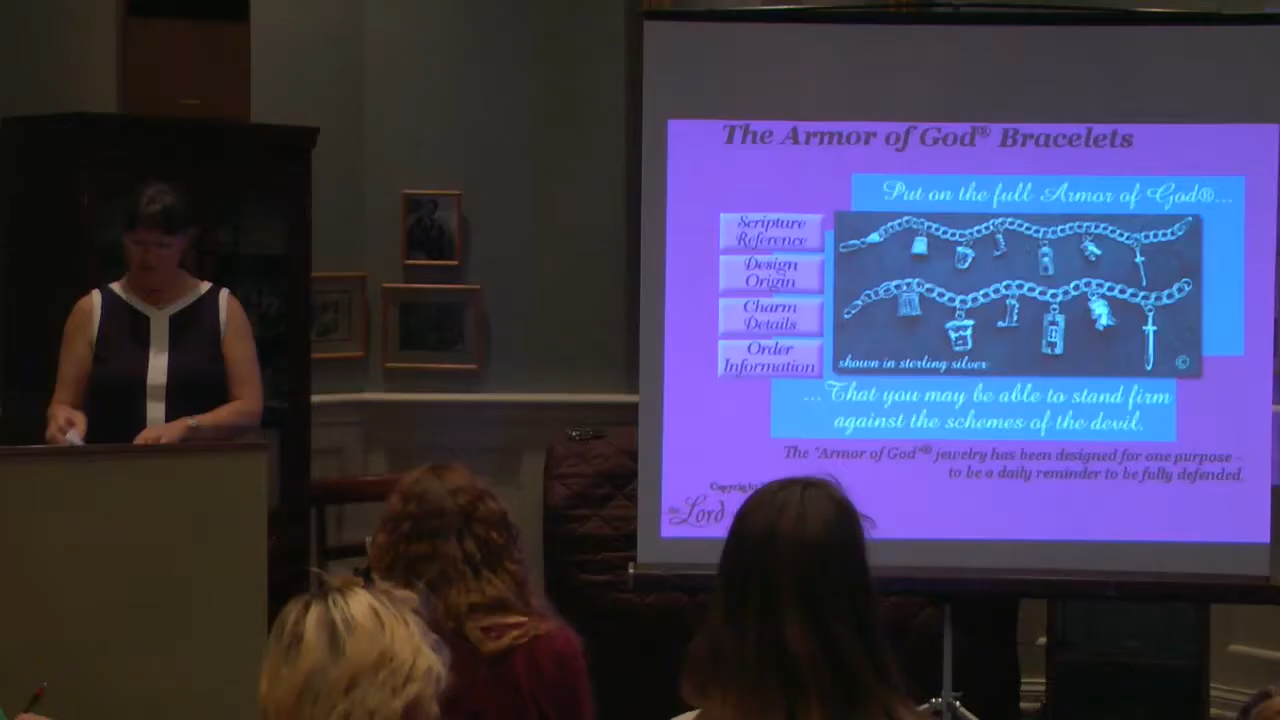 The Armor of God® Bracelets
Put on the full Armor of God®...
Scripture
Reference
Design
Origin
Charm
Details
Order
Information
shown in sterling silver ©
... That you may be able to stand firm
against the schemes of the devil.
The "Armor of God"® jewelry has been designed for one purpose -
to be a daily reminder to be fully defended.
Copyright
the Lord